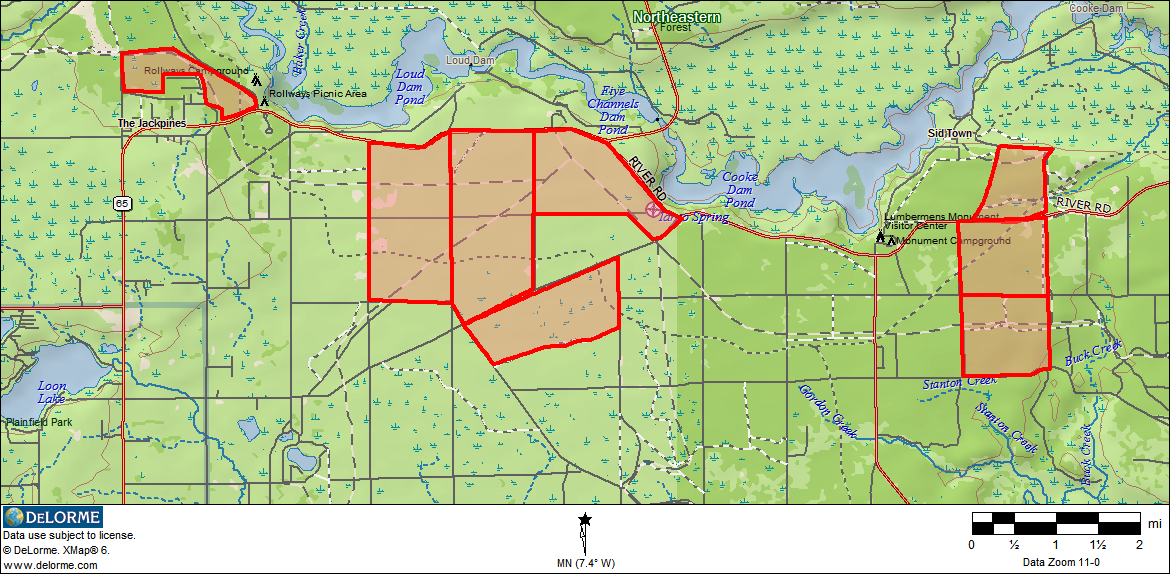 Cooke Dam
Northeastern
Forest
Baker Creek
Loud Dam
Rollways Campground
Loud
Dam
Pond
Rollways Picnic Area
Five
Channels
Dam
Pond
The Jackpines
Sid Town
RIVER RD
Cooke
Dam
Pond
65
RIVER RD
Spring
Lumbermens Monument
Visitor Center
Monument Campground
Buck Creek
Loon
Lake
Stanton Creek
Gordon Creek
Stanton Creek
Plainfield Park
Buck Creek
DELORME
Data use subject to license.
© DeLorme. XMap® 6.
www.delorme.com
MN (7.4° W)
mi
0 ½ 1 1½ 2
Data Zoom 11-0